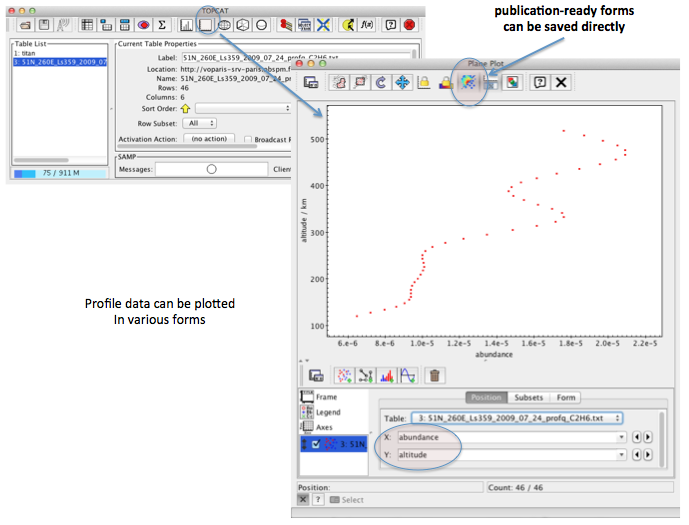 publication-ready forms
can be saved directly
TOPCAT
Table List
1: titan
3: 51N_260E_Ls359_2009_07
75 / 911 M
Current Table Properties
Label: 51N_260E_Ls359_2009_07_24_profq_C2H6.txt
Location: http://voparis-srv-paris.obspm.f
Name: 51N_260E_Ls359_2009_07_24_p
Rows: 46
Columns: 6
Sort Order:
Row Subset: All
Activation Action: (no action) Broadcast R
SAMP
Messages: Client
Plane Plot
altitude / km
500
400
300
200
100
6.e-6 8.e-6 1.0e-5 1.2e-5 1.4e-5 1.6e-5 1.8e-5 2.0e-5 2.2e-5
abundance
Profile data can be plotted
In various forms
Frame
Legend
Axes
3: 51N
Position Subsets Form
Table: 3: 51N_260E_Ls359_2009_07_24_profq_C2H6.txt
X: abundance
Y: altitude
Position: Count: 46 / 46
Select